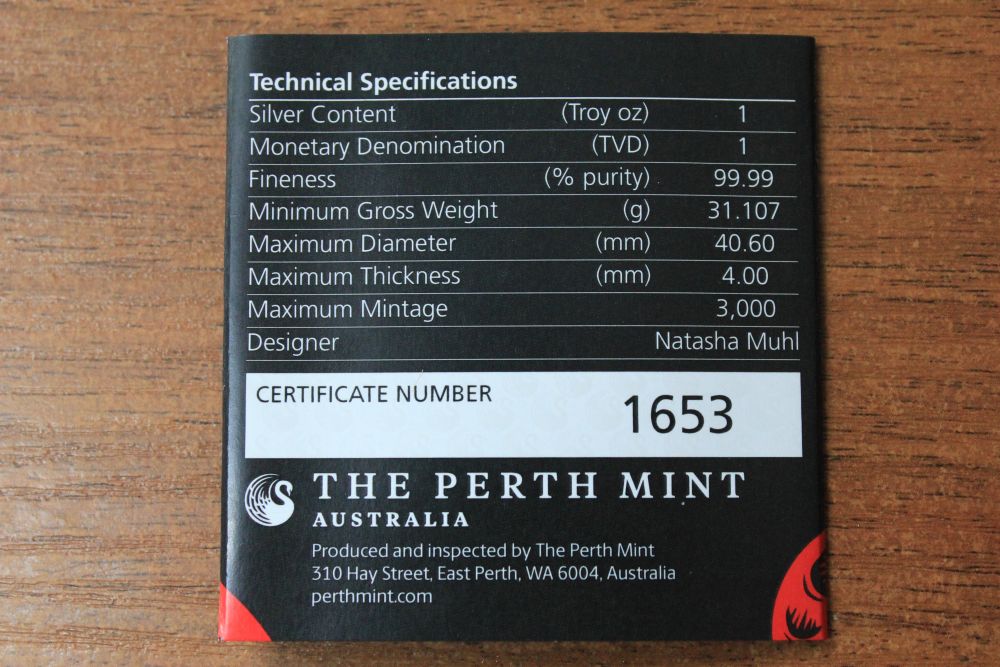 Technical Specifications
Silver Content (Troy oz) 1
Monetary Denomination (TVD) 1
Fineness (% purity) 99.99
Minimum Gross Weight (g) 31.107
Maximum Diameter (mm) 40.60
Maximum Thickness (mm) 4.00
Maximum Mintage 3,000
Designer Natasha Muhl
CERTIFICATE NUMBER 1653
THE PERTH MINT
AUSTRALIA
Produced and inspected by The Perth Mint
310 Hay Street, East Perth, WA 6004, Australia
perthmint.com